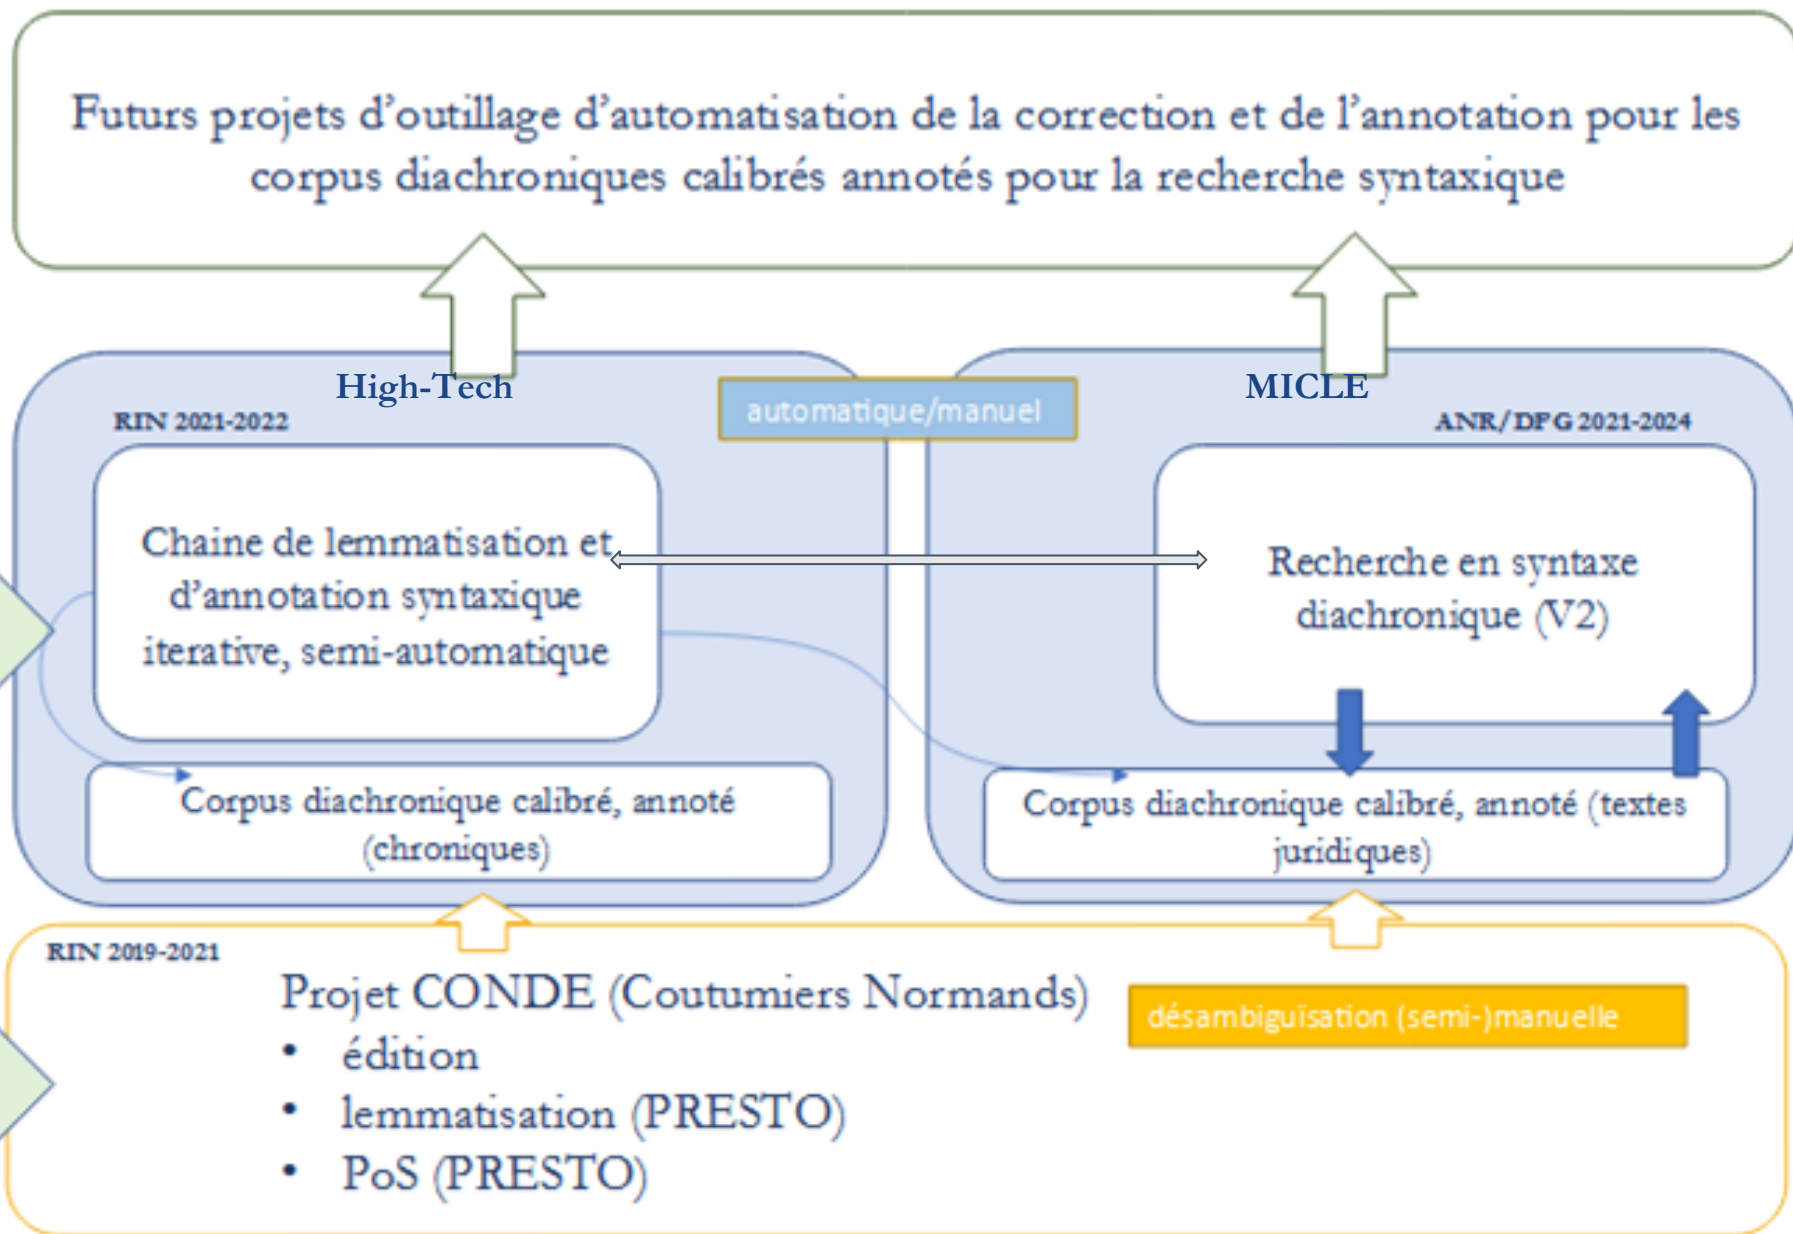 Futurs projets d’outillage d’automatisation de la correction et de l’annotation pour les
corpus diachroniques calibrés annotés pour la recherche syntaxique
High-Tech
RIN 2021-2022
automatique/manuel
MICLE
ANR/DFG 2021-2024
Chaine de lemmatisation et
d’annotation syntaxique
iterative, semi-automatique
Recherche en syntaxe
diachronique (V2)
Corpus diachronique calibré, annoté
(chroniques)
Corpus diachronique calibré, annoté (textes
juridiques)
RIN 2019-2021
Projet CONDE (Coutumiers Normands)
• édition
• lemmatisation (PRESTO)
• PoS (PRESTO)
désambiguïsation (semi-)manuelle